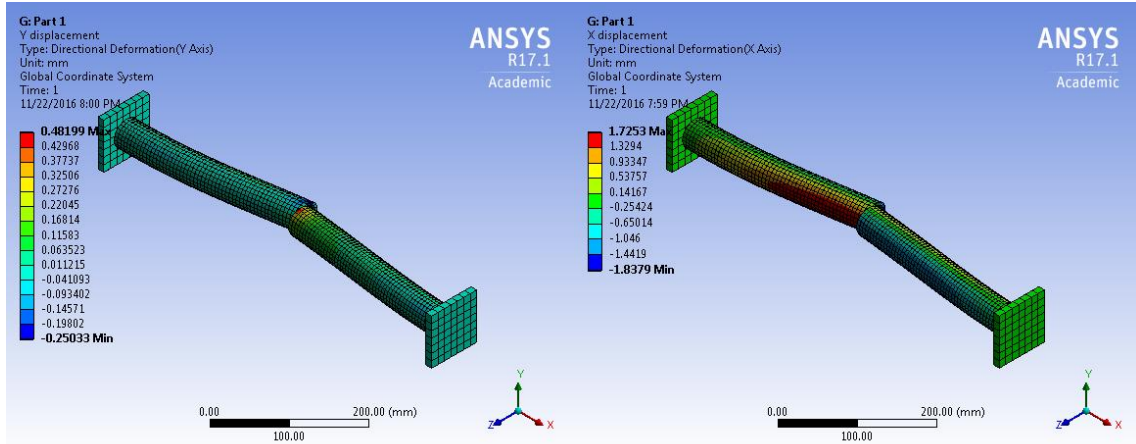 G: Part 1
Y displacement
Type: Directional Deformation(Y Axis)
Unit: mm
Global Coordinate System
Time: 1
11/22/2016 8:00 PM
ANSYS
R17.1
Academic
0.48199 Max
0.42968
0.37737
0.32506
0.27276
0.22045
0.16814
0.11583
0.063523
0.011215
-0.041093
-0.093402
-0.14571
-0.19802
-0.25033 Min
0.00
200.00 (mm)
100.00
Y
Z
X
G: Part 1
X displacement
Type: Directional Deformation(X Axis)
Unit: mm
Global Coordinate System
Time: 1
11/22/2016 7:59 PM
ANSYS
R17.1
Academic
1.7253 Max
1.3294
0.93347
0.53757
0.14167
-0.25424
-0.65014
-1.046
-1.4419
-1.8379 Min
0.00
200.00 (mm)
100.00
Y
Z
X